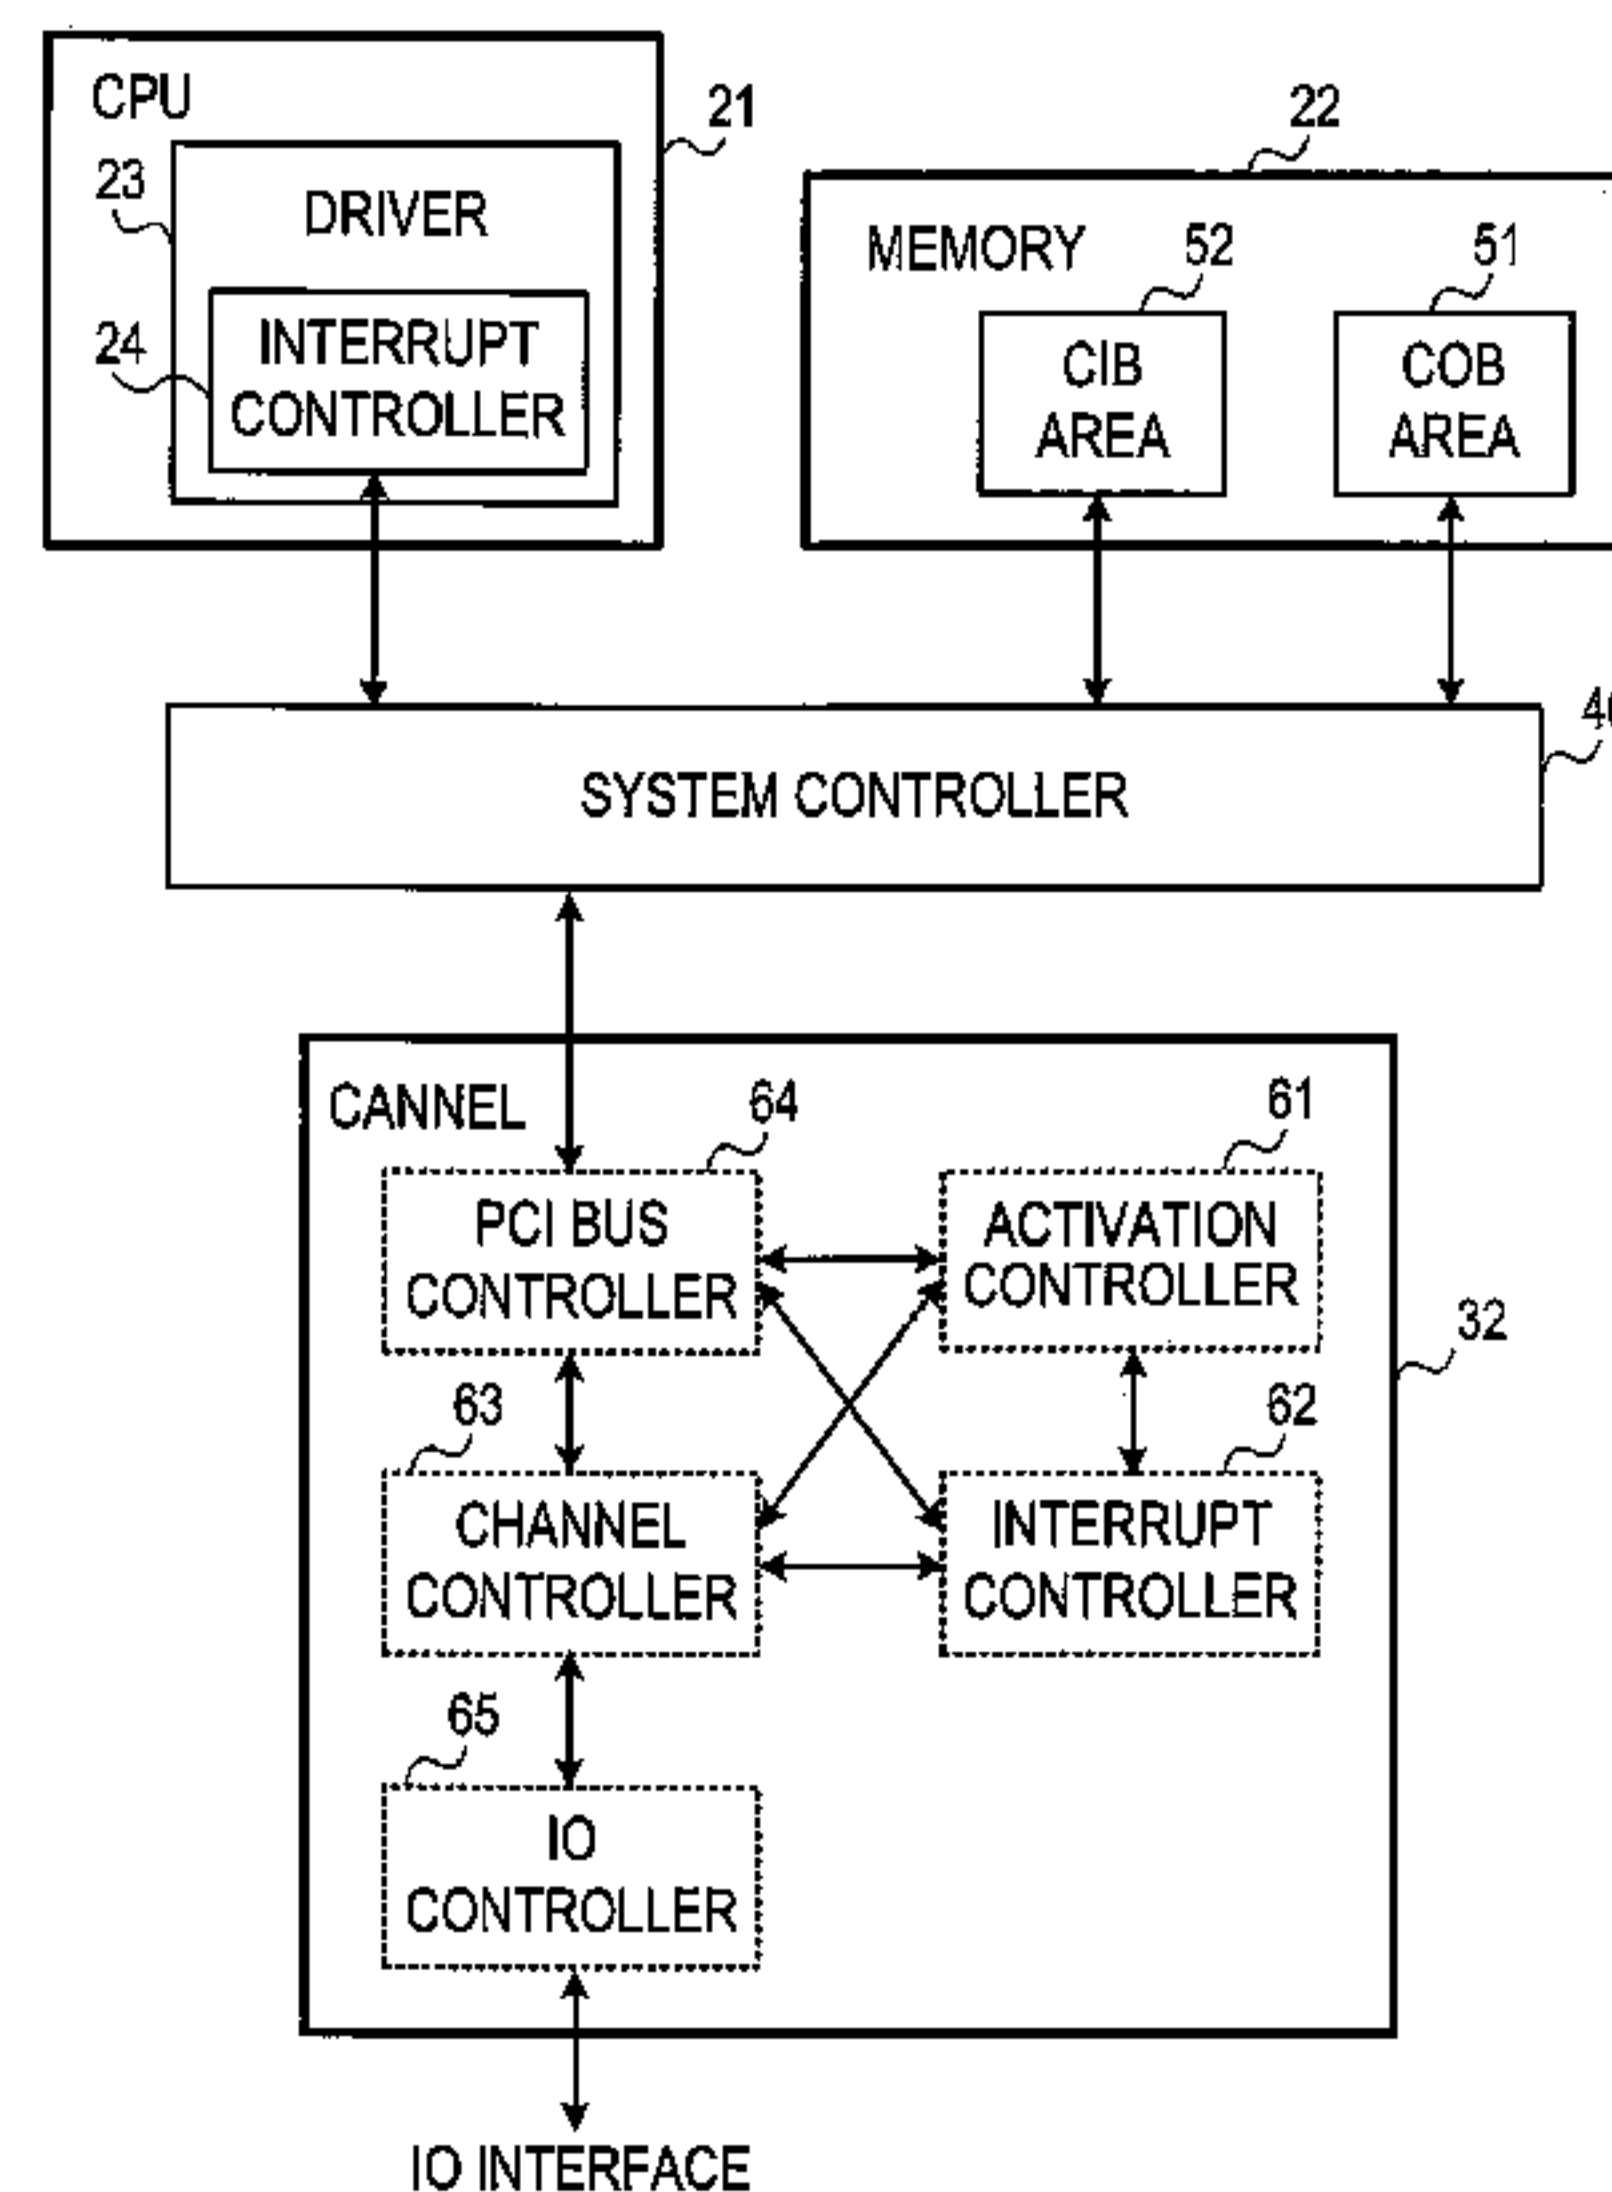 CPU
21
23
DRIVER
24
INTERRUPT
CONTROLLER
22
MEMORY
52
51
CIB
AREA
COB
AREA
SYSTEM CONTROLLER
CANNEL
64
61
PCI BUS
CONTROLLER
ACTIVATION
CONTROLLER
32
63
62
CHANNEL
CONTROLLER
INTERRUPT
CONTROLLER
65
IO
CONTROLLER
IO INTERFACE